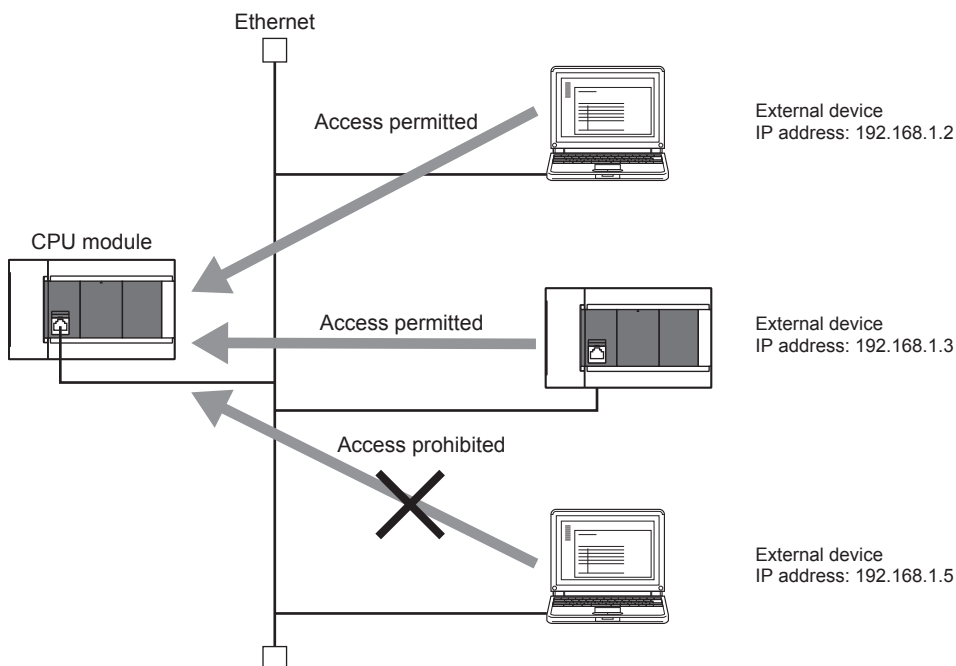 Ethernet
Access permitted
External device
IP address: 192.168.1.2
CPU module
Access permitted
External device
IP address: 192.168.1.3
Access prohibited
External device
IP address: 192.168.1.5